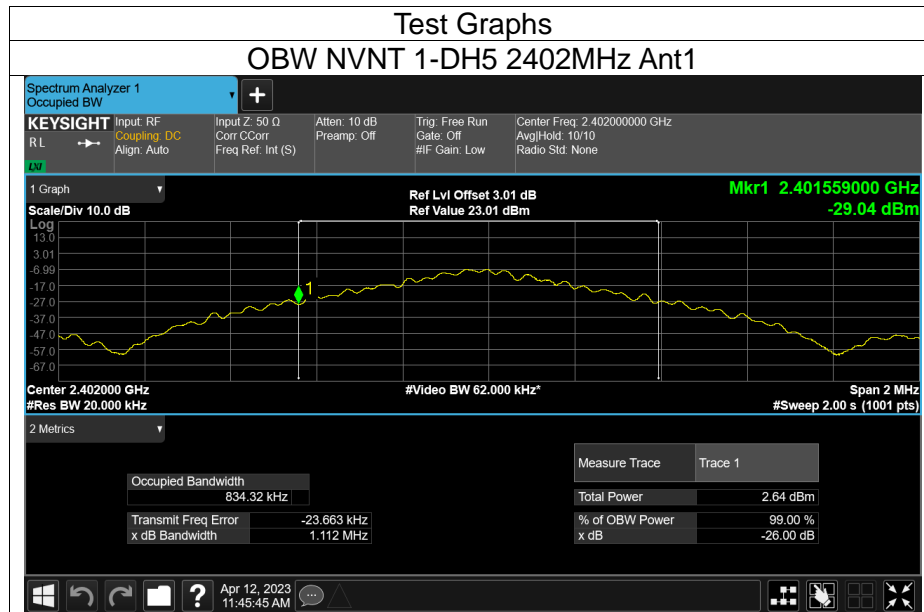 Test Graphs
OBW NVNT 1-DH5 2402MHz Ant1
Spectrum Analyzer 1
Occupied BW
+
KEYSIGHT
R L
LXI
Input: RF
Coupling: DC
Align: Auto
Input Z: 50 Ω
Corr CCorr
Freq Ref: Int (S)
Atten: 10 dB
Preamp: Off
Trig: Free Run
Gate: Off
#IF Gain: Low
Center Freq: 2.402000000 GHz
Avg|Hold: 10/10
Radio Std: None
1 Graph
Scale/Div 10.0 dB
Ref Lvl Offset 3.01 dB
Ref Value 23.01 dBm
Mkr1 2.401559000 GHz
-29.04 dBm
Log
13.0
3.01
-6.99
-17.0
-27.0
-37.0
-47.0
-57.0
-67.0
1
Center 2.402000 GHz
#Res BW 20.000 kHz
#Video BW 62.000 kHz*
Span 2 MHz
#Sweep 2.00 s (1001 pts)
2 Metrics
Occupied Bandwidth
834.32 kHz
Transmit Freq Error -23.663 kHz
x dB Bandwidth 1.112 MHz
Measure Trace Trace 1
Total Power 2.64 dBm
% of OBW Power 99.00 %
x dB -26.00 dB
?
Apr 12, 2023
11:45:45 AM